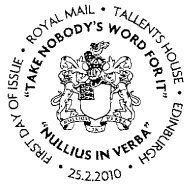 FIRST DAY OF ISSUE • ROYAL MAIL • TALLENTS HOUSE • EDINBURGH •
"TAKE NOBODY'S WORD FOR IT"
"NULLIUS IN VERBA"
• 25.2.2010 •